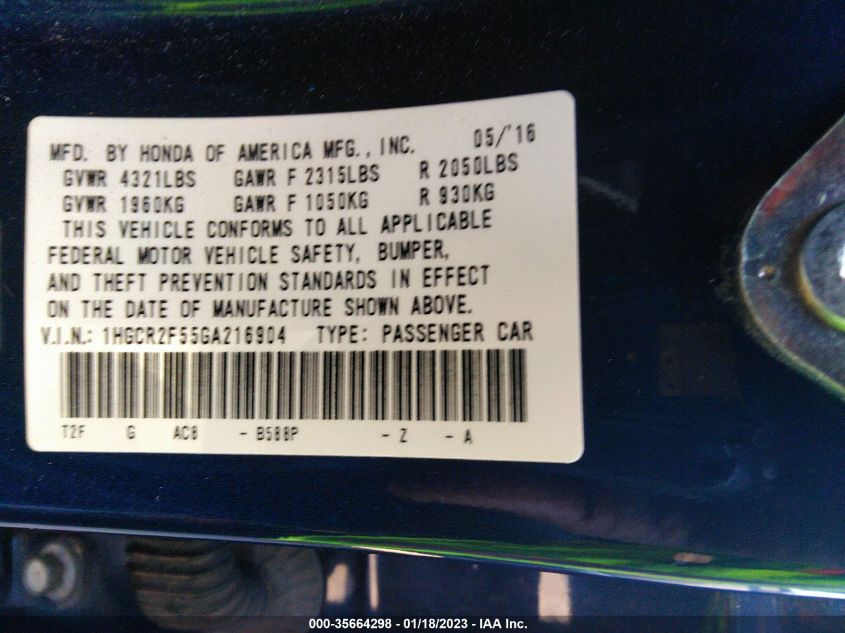 MFD. BY HONDA OF AMERICA MFG., INC. 05/'16
GVWR 4321LBS GAWR F 2315LBS R 2050LBS
GVWR 1960KG GAWR F 1050KG R 930KG
THIS VEHICLE CONFORMS TO ALL APPLICABLE
FEDERAL MOTOR VEHICLE SAFETY, BUMPER,
AND THEFT PREVENTION STANDARDS IN EFFECT
ON THE DATE OF MANUFACTURE SHOWN ABOVE.
V.I.N.: 1HGCR2F55GA216904 TYPE: PASSENGER CAR
T2F G AC8 - B588P - Z - A
000-35664298 - 01/18/2023 - IAA Inc.